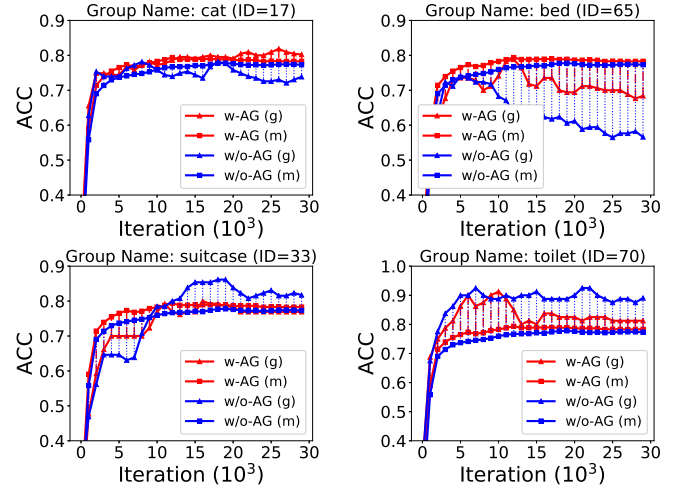 Group Name: cat (ID=17)
ACC
0.9
0.8
0.7
0.6
0.5
0.4
w-AG (g)
w-AG (m)
w/o-AG (g)
w/o-AG (m)
0 5 10 15 20 25 30
Iteration (10³)
Group Name: bed (ID=65)
ACC
0.9
0.8
0.7
0.6
0.5
0.4
w-AG (g)
w-AG (m)
w/o-AG (g)
w/o-AG (m)
0 5 10 15 20 25 30
Iteration (10³)
Group Name: suitcase (ID=33)
ACC
0.9
0.8
0.7
0.6
0.5
0.4
w-AG (g)
w-AG (m)
w/o-AG (g)
w/o-AG (m)
0 5 10 15 20 25 30
Iteration (10³)
Group Name: toilet (ID=70)
ACC
1.0
0.9
0.8
0.7
0.6
0.5
0.4
w-AG (g)
w-AG (m)
w/o-AG (g)
w/o-AG (m)
0 5 10 15 20 25 30
Iteration (10³)